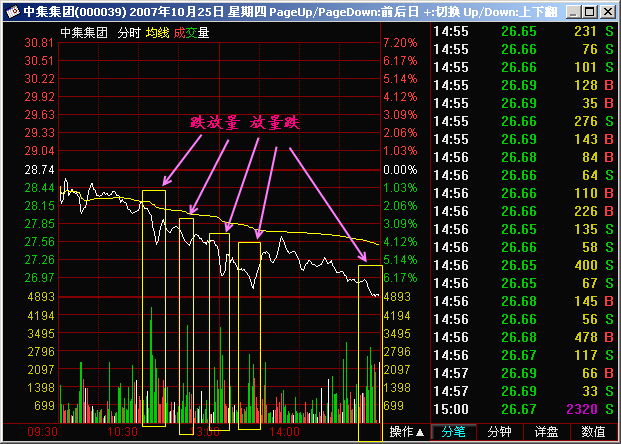 中集集团(000039) 2007年10月25日 星期四 PageUp/PageDown:前后日 +:切换 Up/Down:上下翻
中集集团 分时 均线 成交量
30.81 7.20%
30.51 6.17%
30.22 5.14%
29.92 4.12%
29.63 3.09%
29.33 2.06%
29.04 1.03%
28.74 0.00%
28.44 1.03%
28.15 2.06%
27.85 3.09%
27.56 4.12%
27.26 5.14%
26.97 6.17%
4893 4893
4194 4194
3495 3495
2796 2796
2097 2097
1398 1398
699 699
跌放量 放量跌
09:30 10:30 14:00
操作▲
14:55 26.65 231 S
14:55 26.66 76 S
14:55 26.66 101 S
14:55 26.69 128 B
14:55 26.69 35 B
14:55 26.66 276 S
14:55 26.69 143 B
14:56 26.68 84 B
14:56 26.66 64 S
14:56 26.66 110 B
14:56 26.66 226 B
14:56 26.65 135 S
14:56 26.66 58 S
14:56 26.65 400 S
14:56 26.65 67 S
14:56 26.68 145 B
14:56 26.66 56 S
14:56 26.68 478 B
14:56 26.67 117 S
14:57 26.69 66 B
14:57 26.69 33 S
15:00 26.67 2320 S
分笔 分钟 详盘 数值